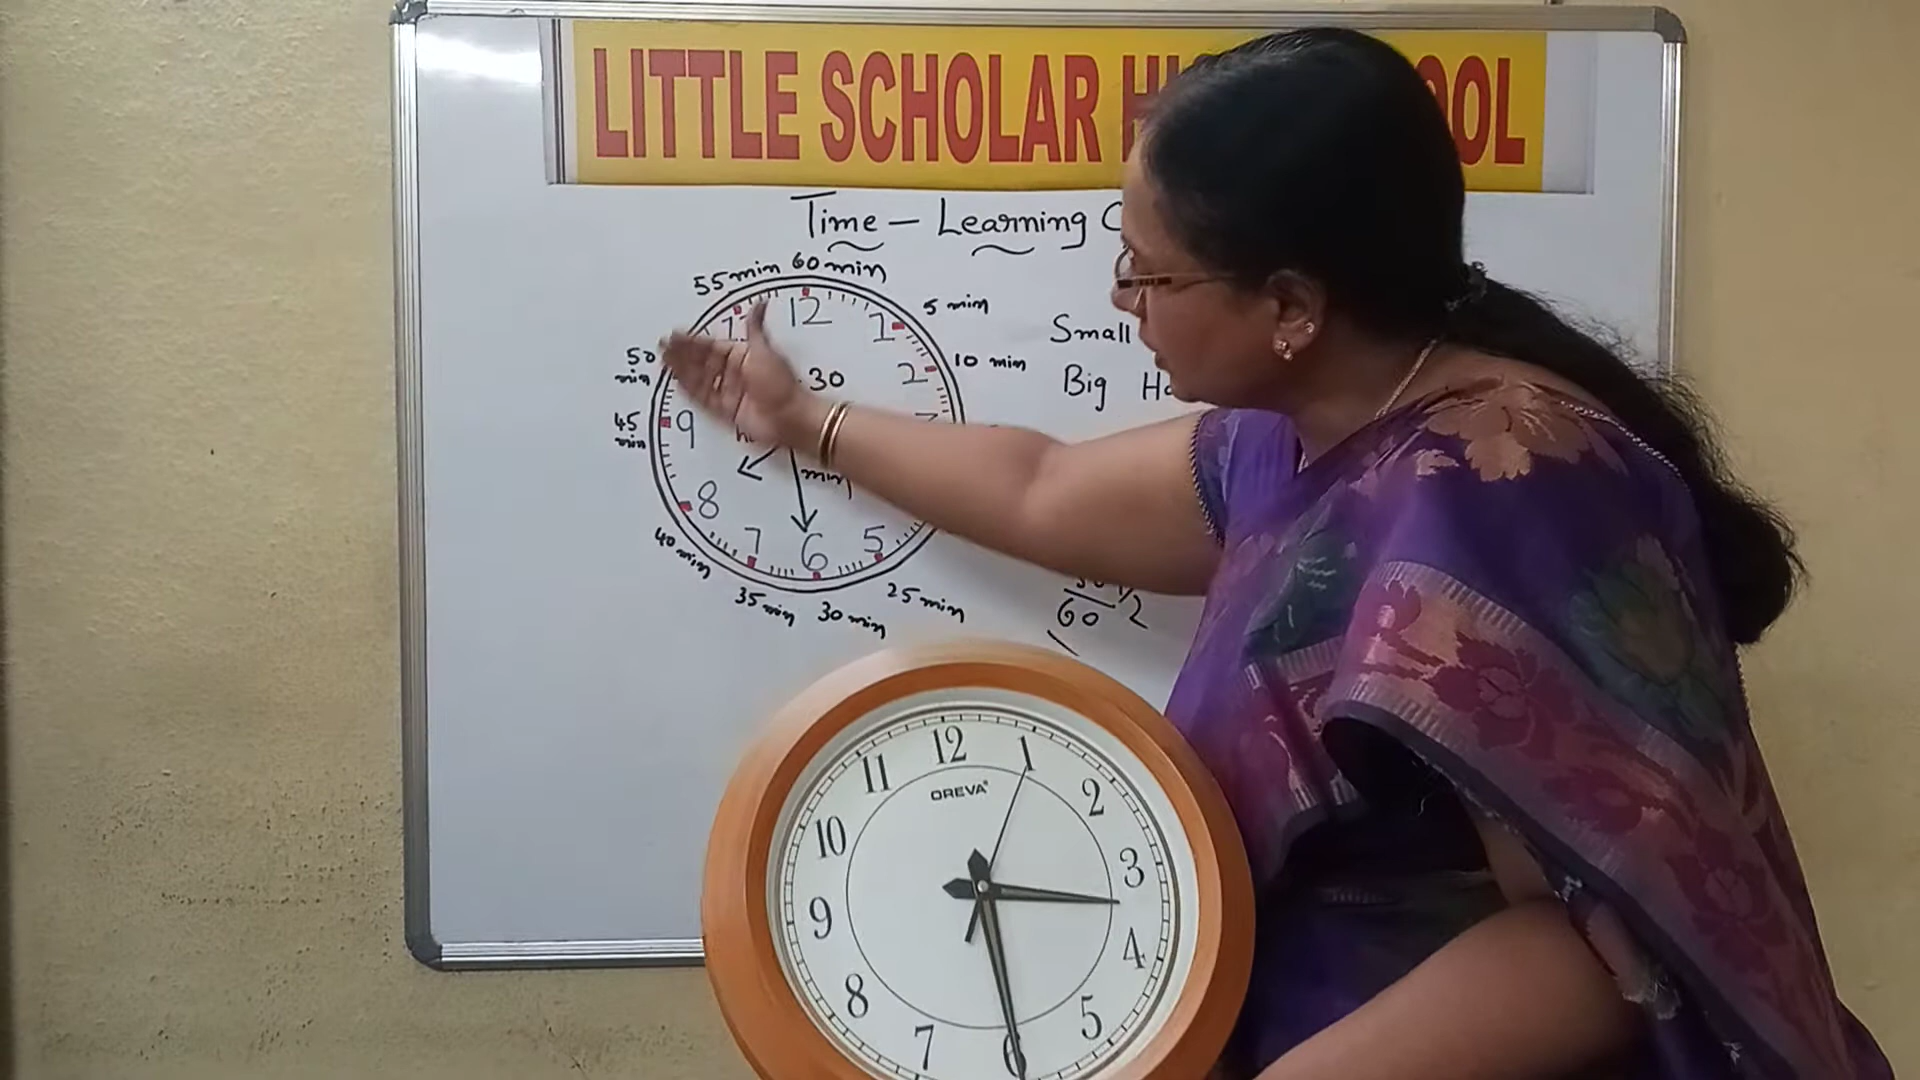 LITTLE SCHOLAR
Time – Learning
55 min 60 min
5 min
10 min
50 min
45 min
40 min
35 min
30 min
25 min
12
1
2
5
6
7
8
9
30
min
Small
Big
60
1/2
12
1
2
3
4
5
6
7
8
9
10
11
OREVA